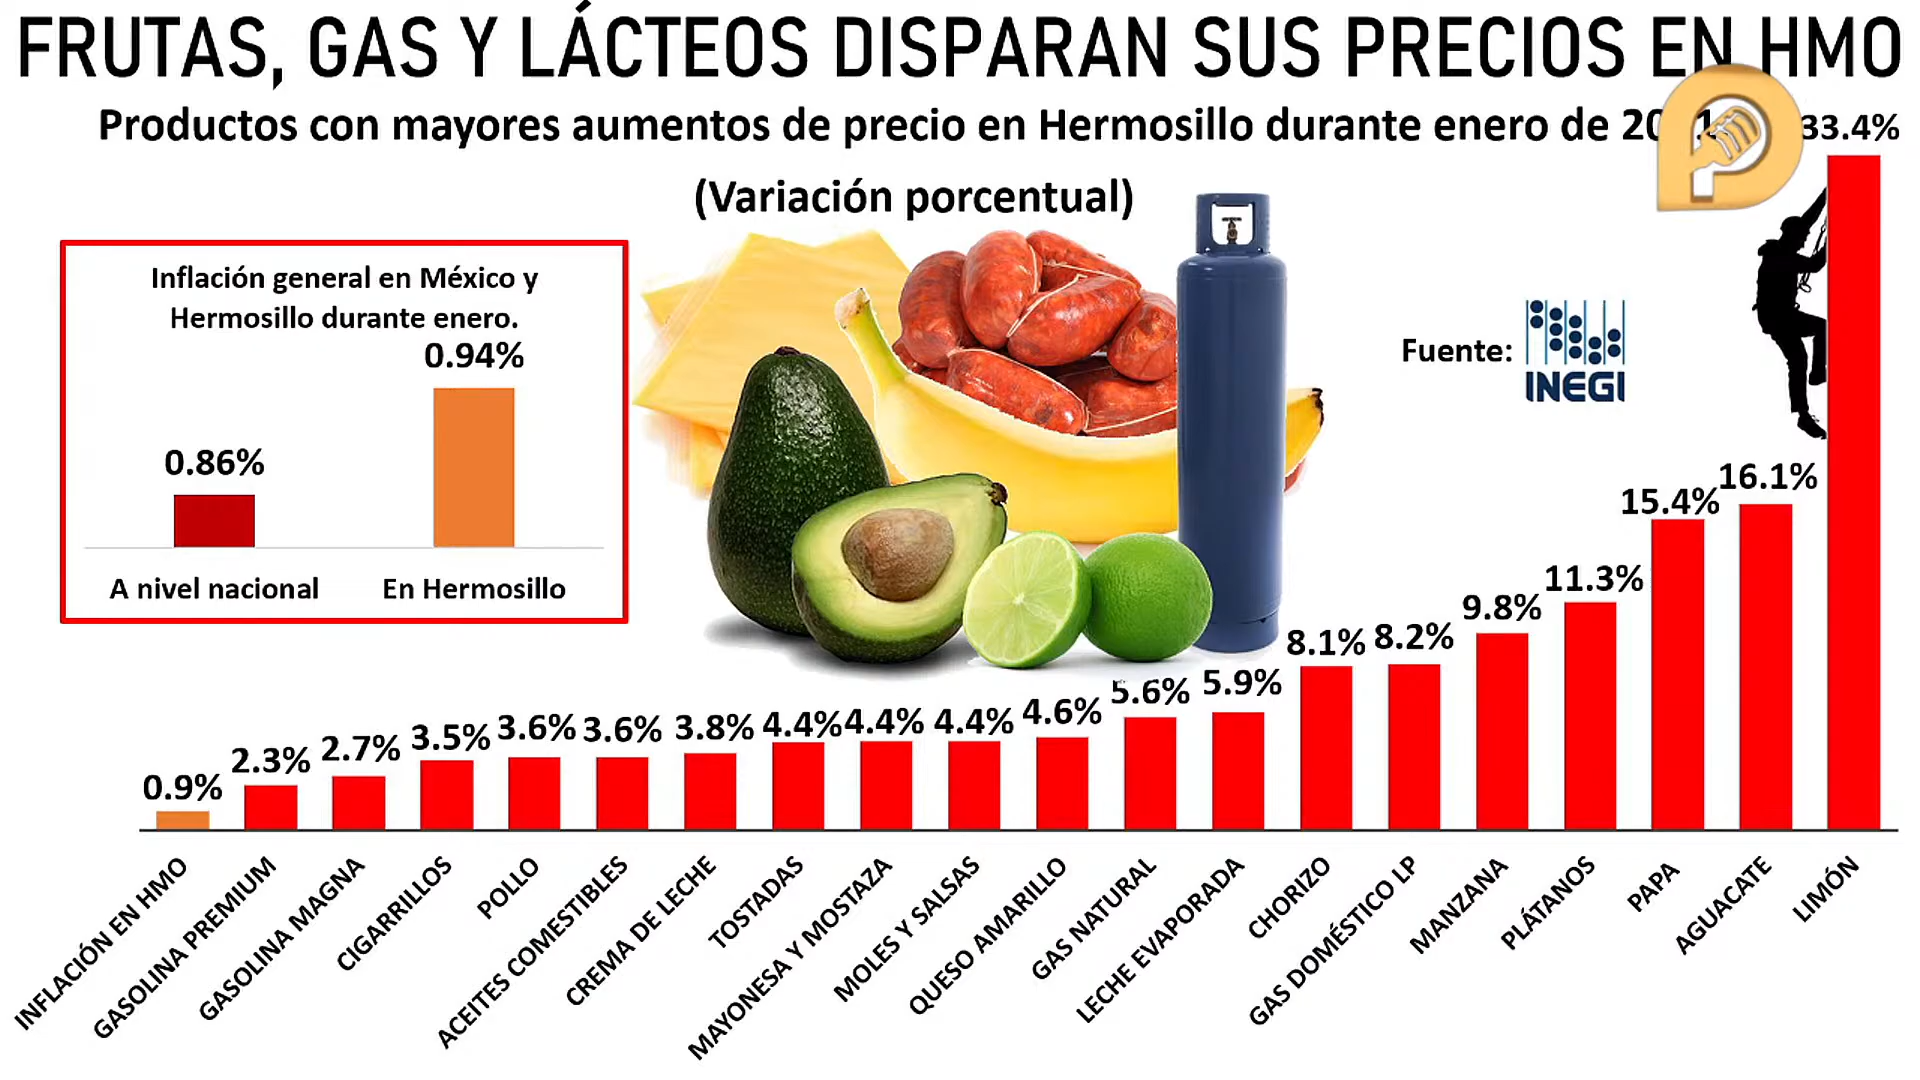 FRUTAS, GAS Y LÁCTEOS DISPARAN SUS PRECIOS EN HMO
Productos con mayores aumentos de precio en Hermosillo durante enero de
(Variación porcentual)
Inflación general en México y
Hermosillo durante enero.
0.94%
0.86%
A nivel nacional
En Hermosillo
Fuente:
INEGI
33.4%
16.1%
15.4%
11.3%
9.8%
8.2%
8.1%
5.9%
5.6%
4.6%
4.4%
4.4%
4.4%
3.8%
3.6%
3.6%
3.5%
2.7%
2.3%
0.9%
INFLACIÓN EN HMO
GASOLINA PREMIUM
GASOLINA MAGNA
CIGARRILLOS
POLLO
ACEITES COMESTIBLES
CREMA DE LECHE
TOSTADAS
MAYONESA Y MOSTAZA
MOLES Y SALSAS
QUESO AMARILLO
GAS NATURAL
LECHE EVAPORADA
CHORIZO
GAS DOMÉSTICO LP
MANZANA
PLÁTANOS
PAPA
AGUACATE
LIMÓN